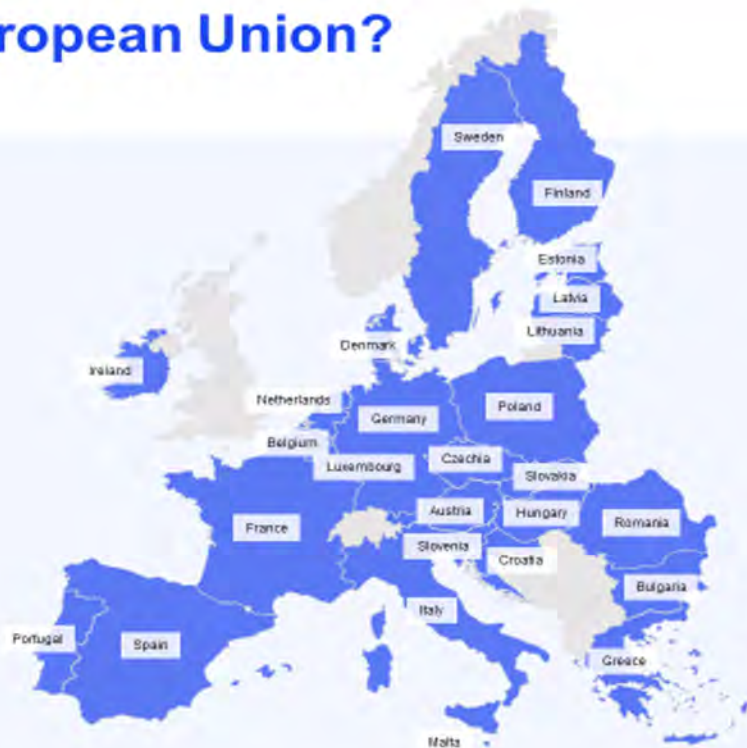 ropean Union?
Sweden
Finland
Estonia
Latvia
Lithuania
Denmark
Ireland
Netherlands
Germany
Poland
Belgium
Luxembourg
Czechia
Slovakia
France
Austria
Hungary
Romania
Slovenia
Croatia
Bulgaria
Italy
Portugal
Spain
Greece
Malta